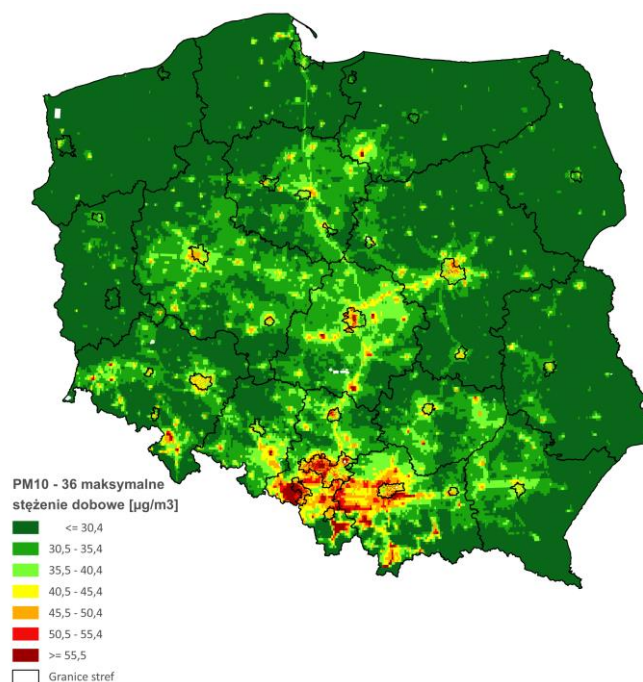 PM10 - 36 maksymalne
stężenie dobowe [µg/m3]
<= 30,4
30,5 - 35,4
35,5 - 40,4
40,5 - 45,4
45,5 - 50,4
50,5 - 55,4
>= 55,5
Granice stref